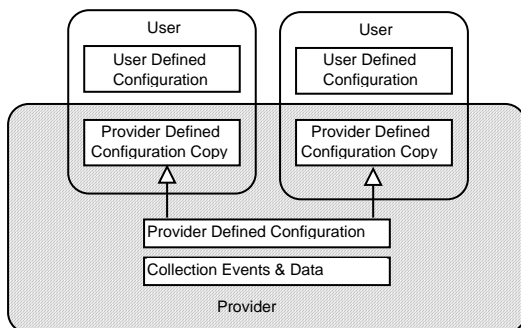 User
User
User Defined
Configuration
User Defined
Configuration
Provider Defined
Configuration Copy
Provider Defined
Configuration Copy
Provider Defined Configuration
Collection Events & Data
Provider